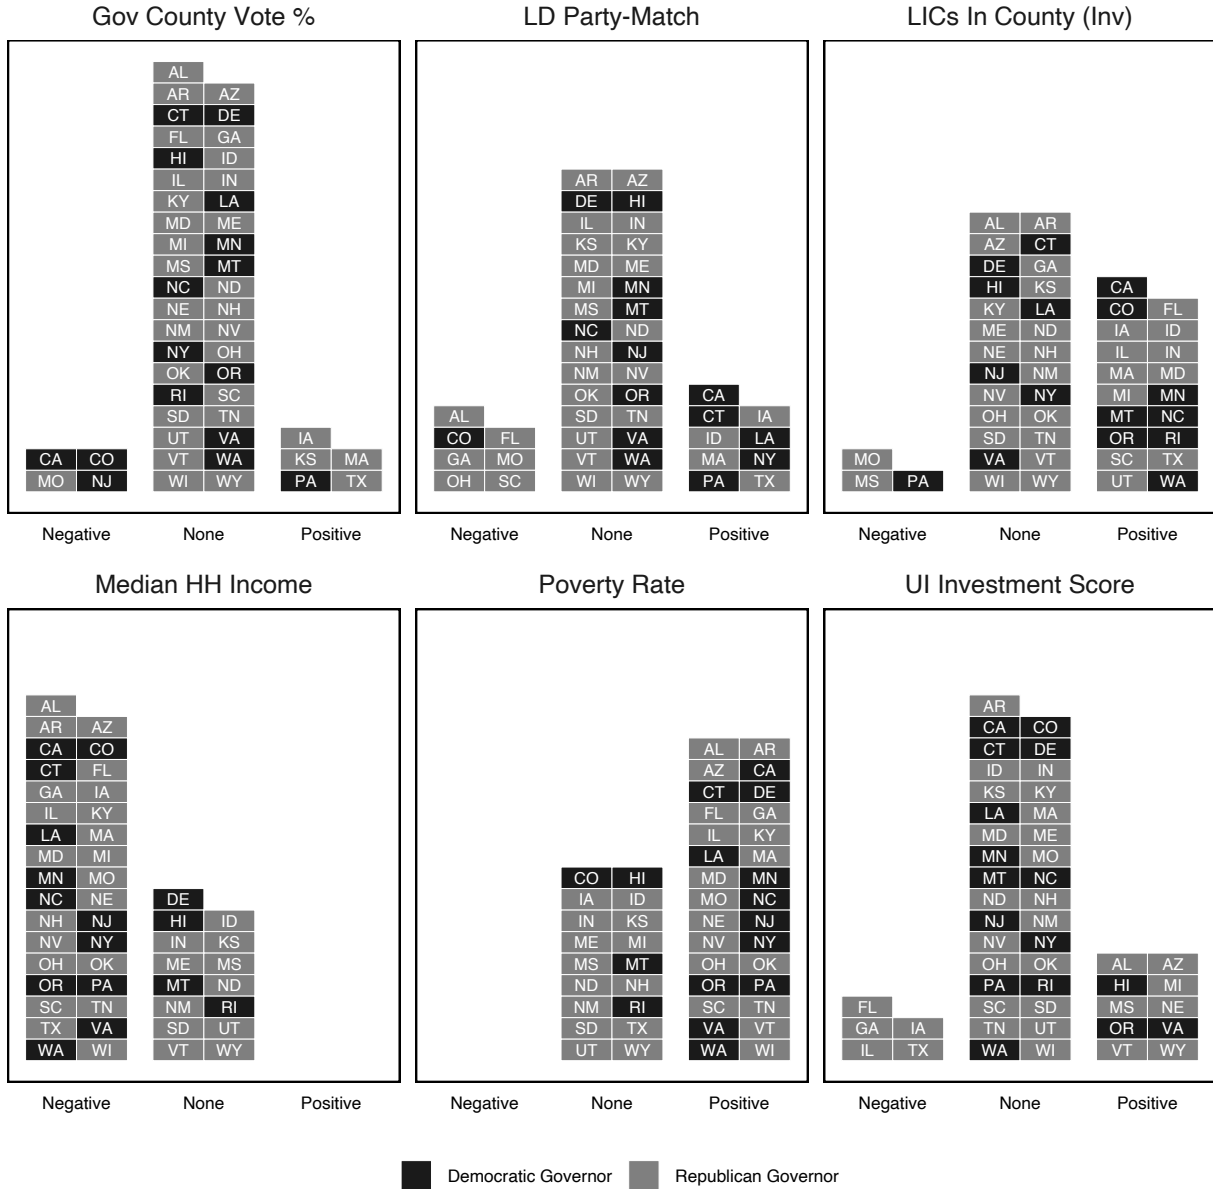 Gov County Vote % LD Party-Match LICs In County (Inv)
AL
AR AZ
CT DE
FL GA
HI ID
IL IN
KY LA
MD ME
MI MN
MS MT
NC ND
NE NH
NM NV
NY OH
OK OR
RI SC
SD TN
UT VA
VT WA
WI WY
CA CO
MO NJ
IA
KS MA
PA TX
Negative None Positive
AL
CO FL
GA MO
OH SC
AR AZ
DE HI
IL IN
KS KY
MD ME
MI MN
MS MT
NC ND
NH NJ
NM NV
OK OR
SD TN
UT VA
VT WA
WI WY
CA
CT IA
ID LA
MA NY
PA TX
Negative None Positive
MO
MS PA
AL AR
AZ CT
DE GA
HI KS
KY LA
ME ND
NE NH
NJ NM
NV NY
OH OK
SD TN
VA VT
WI WY
CA
CO FL
IA ID
IL IN
MA MD
MI MN
MT NC
OR RI
SC TX
UT WA
Negative None Positive
Median HH Income Poverty Rate UI Investment Score
AL
AR AZ
CA CO
CT FL
GA IA
IL KY
LA MA
MD MI
MN MO
NC NE
NH NJ
NV NY
OH OK
OR PA
SC TN
TX VA
WA WI
DE
HI ID
IN KS
ME MS
MT ND
NM RI
SD UT
VT WY
Negative None Positive
CO HI
IA ID
IN KS
ME MI
MS MT
ND NH
NM RI
SD TX
UT WY
AL AR
AZ CA
CT DE
FL GA
IL KY
LA MA
MD MN
MO NC
NE NJ
NV NY
OH OK
OR PA
SC TN
VA VT
WA WI
Negative None Positive
FL
GA IA
IL TX
AR
CA CO
CT DE
ID IN
KS KY
LA MA
MD ME
MN MO
MT NC
ND NH
NJ NM
NV NY
OH OK
PA RI
SC SD
TN UT
WA WI
AL AZ
HI MI
MS NE
OR VA
VT WY
Negative None Positive
Democratic Governor Republican Governor